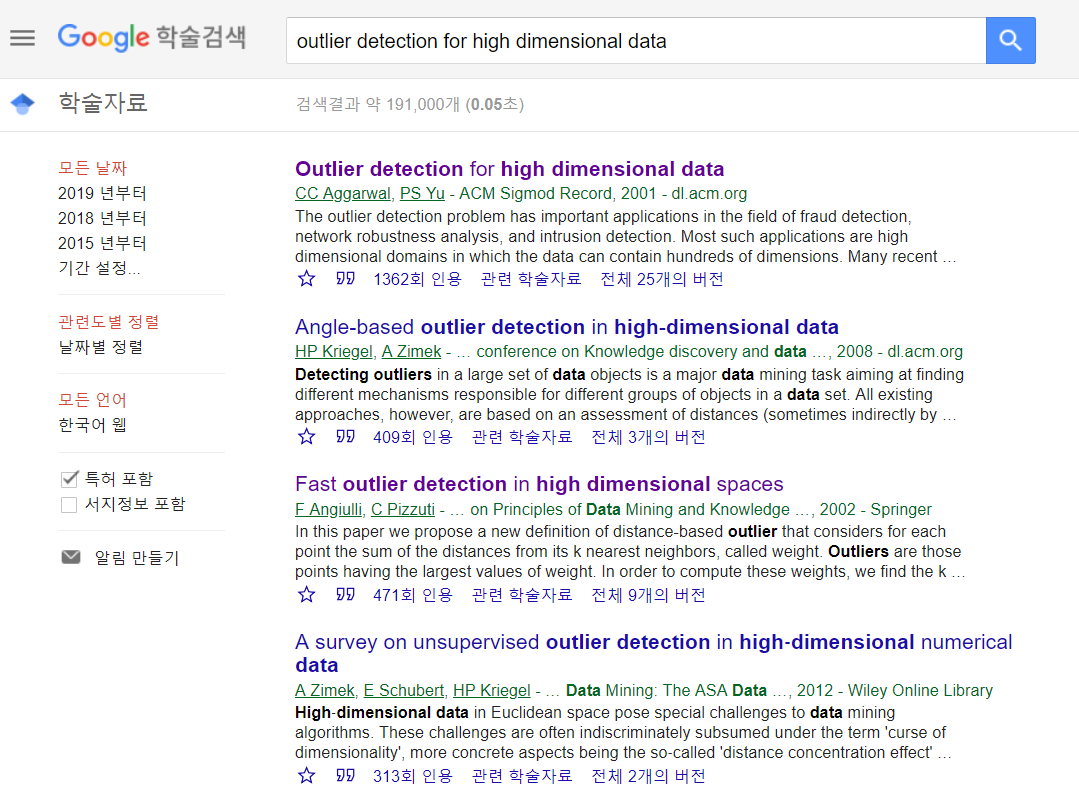 Google 학술검색
outlier detection for high dimensional data
학술자료
검색결과 약 191,000개 (0.05초)
모든 날짜
2019 년부터
2018 년부터
2015 년부터
기간 설정...
관련도별 정렬
날짜별 정렬
모든 언어
한국어 웹
특허 포함
서지정보 포함
알림 만들기
Outlier detection for high dimensional data
CC Aggarwal, PS Yu - ACM Sigmod Record, 2001 - dl.acm.org
The outlier detection problem has important applications in the field of fraud detection,
network robustness analysis, and intrusion detection. Most such applications are high
dimensional domains in which the data can contain hundreds of dimensions. Many recent …
1362회 인용 관련 학술자료 전체 25개의 버전
Angle-based outlier detection in high-dimensional data
HP Kriegel, A Zimek - … conference on Knowledge discovery and data …, 2008 - dl.acm.org
Detecting outliers in a large set of data objects is a major data mining task aiming at finding
different mechanisms responsible for different groups of objects in a data set. All existing
approaches, however, are based on an assessment of distances (sometimes indirectly by …
409회 인용 관련 학술자료 전체 3개의 버전
Fast outlier detection in high dimensional spaces
F Angiulli, C Pizzuti - … on Principles of Data Mining and Knowledge …, 2002 - Springer
In this paper we propose a new definition of distance-based outlier that considers for each
point the sum of the distances from its k nearest neighbors, called weight. Outliers are those
points having the largest values of weight. In order to compute these weights, we find the k …
471회 인용 관련 학술자료 전체 9개의 버전
A survey on unsupervised outlier detection in high-dimensional numerical
data
A Zimek, E Schubert, HP Kriegel - … Data Mining: The ASA Data …, 2012 - Wiley Online Library
High-dimensional data in Euclidean space pose special challenges to data mining
algorithms. These challenges are often indiscriminately subsumed under the term 'curse of
dimensionality', more concrete aspects being the so-called 'distance concentration effect' …
313회 인용 관련 학술자료 전체 2개의 버전